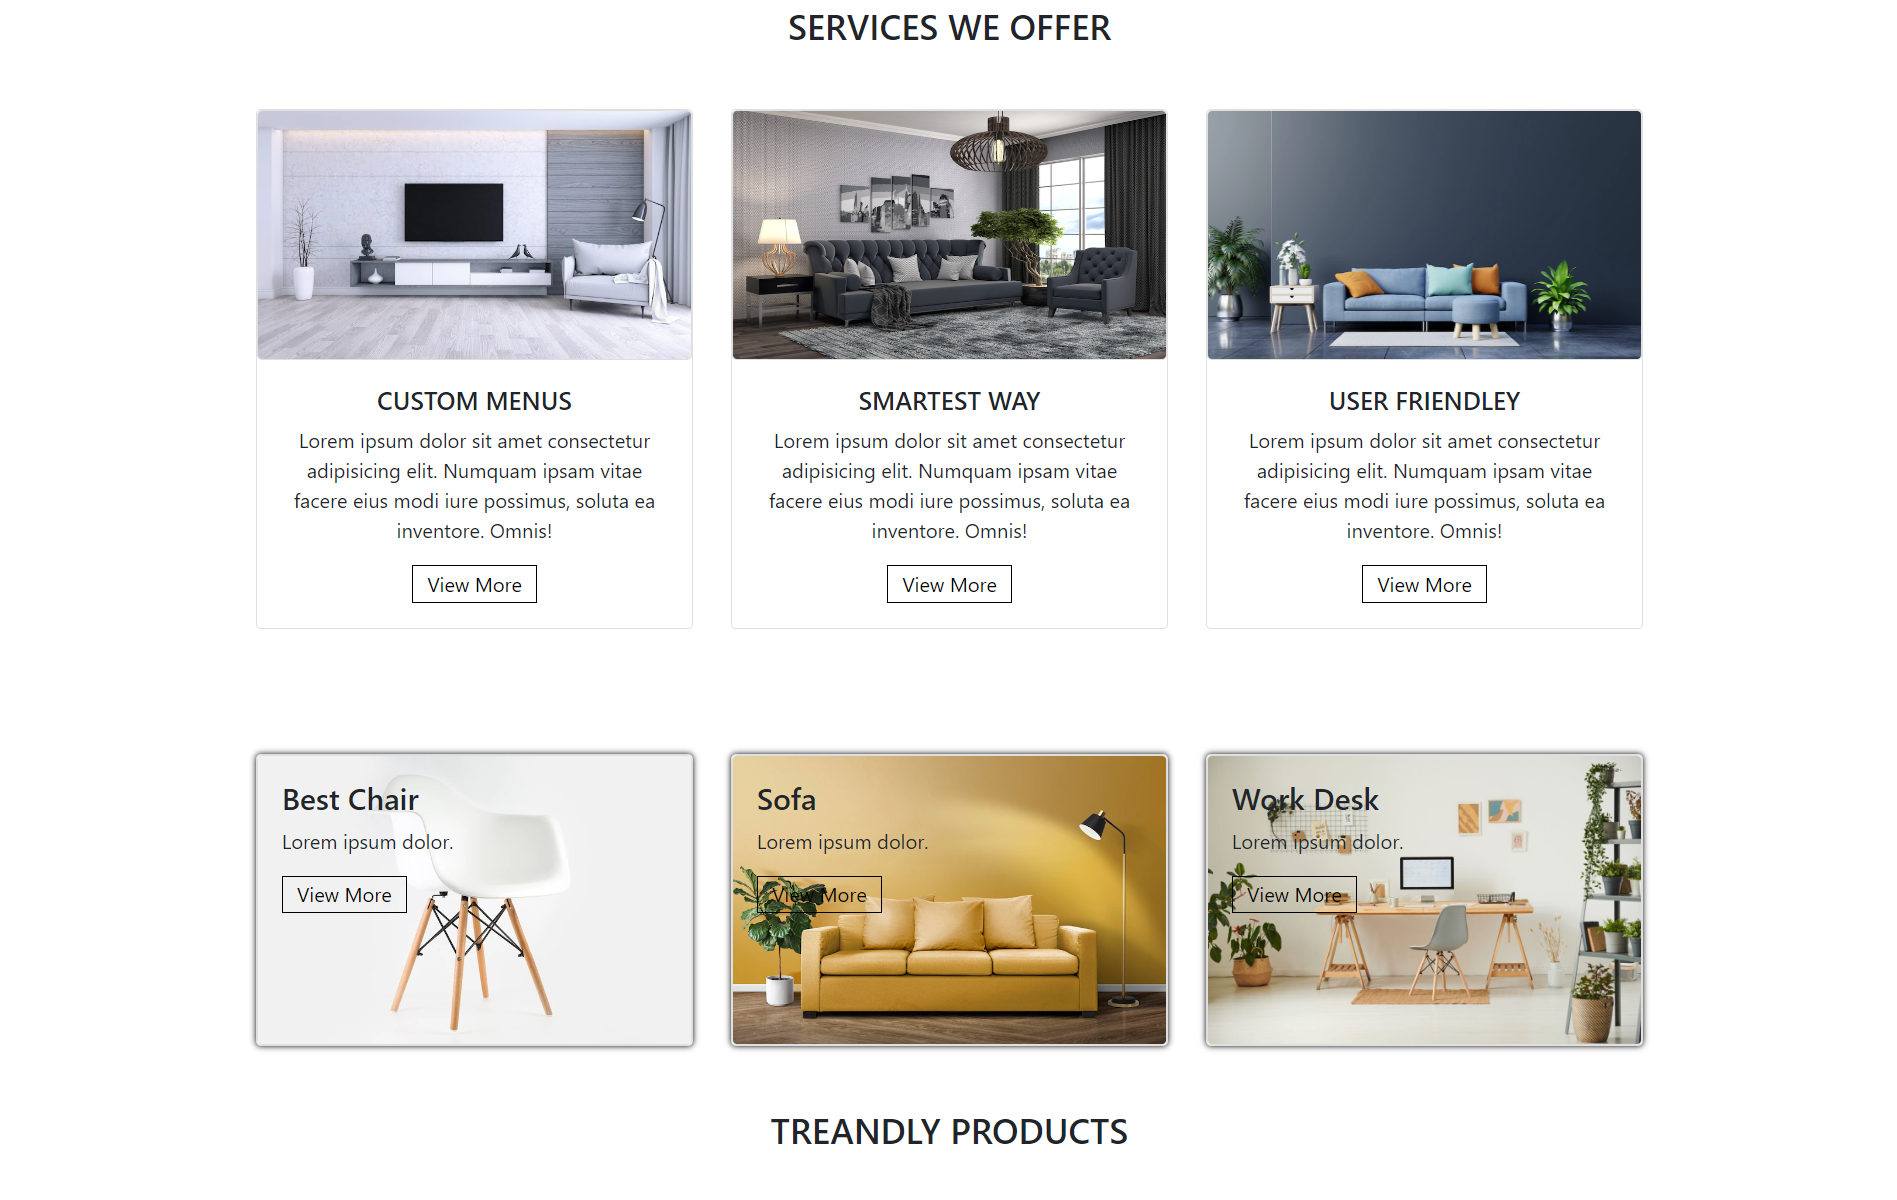 SERVICES WE OFFER
CUSTOM MENUS
Lorem ipsum dolor sit amet consectetur
adipisicing elit. Numquam ipsam vitae
facere eius modi iure possimus, soluta ea
inventore. Omnis!
View More
SMARTEST WAY
Lorem ipsum dolor sit amet consectetur
adipisicing elit. Numquam ipsam vitae
facere eius modi iure possimus, soluta ea
inventore. Omnis!
View More
USER FRIENDLEY
Lorem ipsum dolor sit amet consectetur
adipisicing elit. Numquam ipsam vitae
facere eius modi iure possimus, soluta ea
inventore. Omnis!
View More
Best Chair
Lorem ipsum dolor.
View More
Sofa
Lorem ipsum dolor.
View More
Work Desk
Lorem ipsum dolor.
View More
TREANDLY PRODUCTS